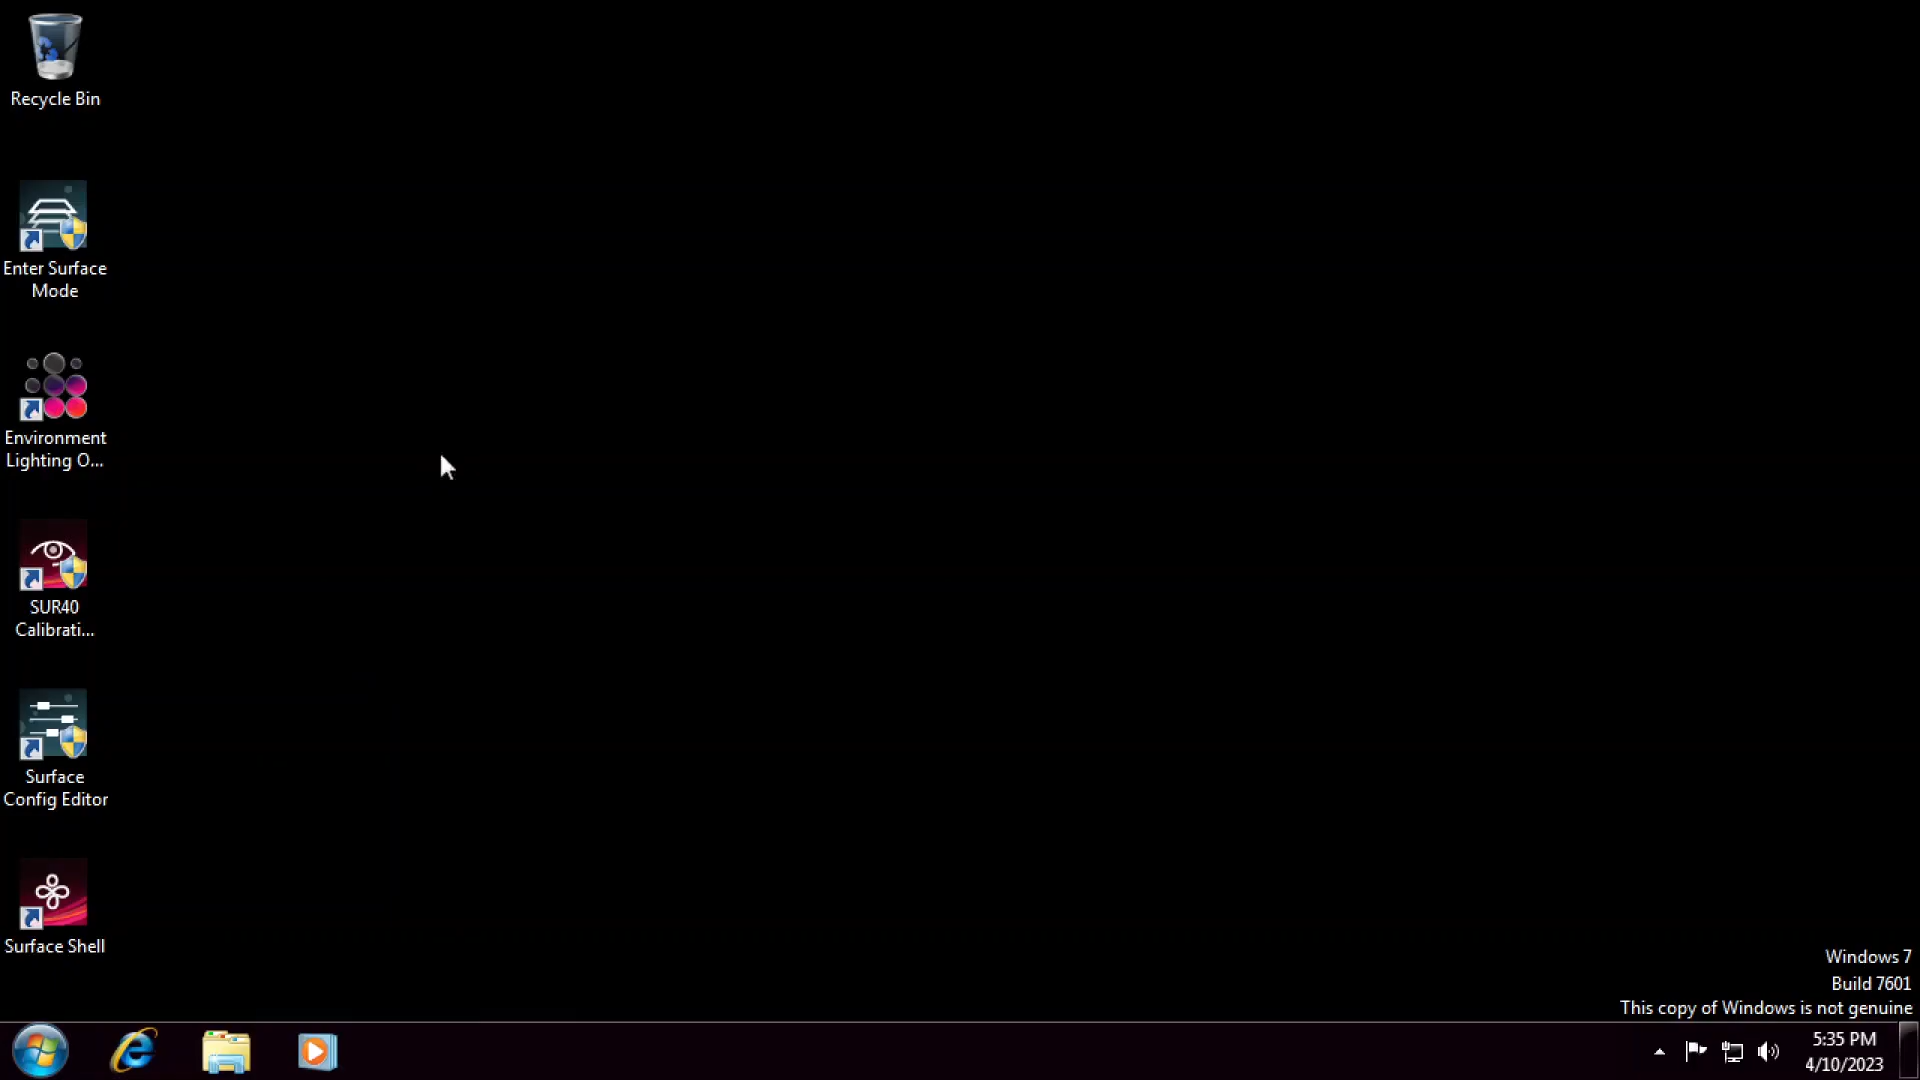 Recycle Bin
Enter Surface
Mode
Environment
Lighting O...
SUR40
Calibrati...
Surface
Config Editor
Surface Shell
Windows 7
Build 7601
This copy of Windows is not genuine
5:35 PM
4/10/2023